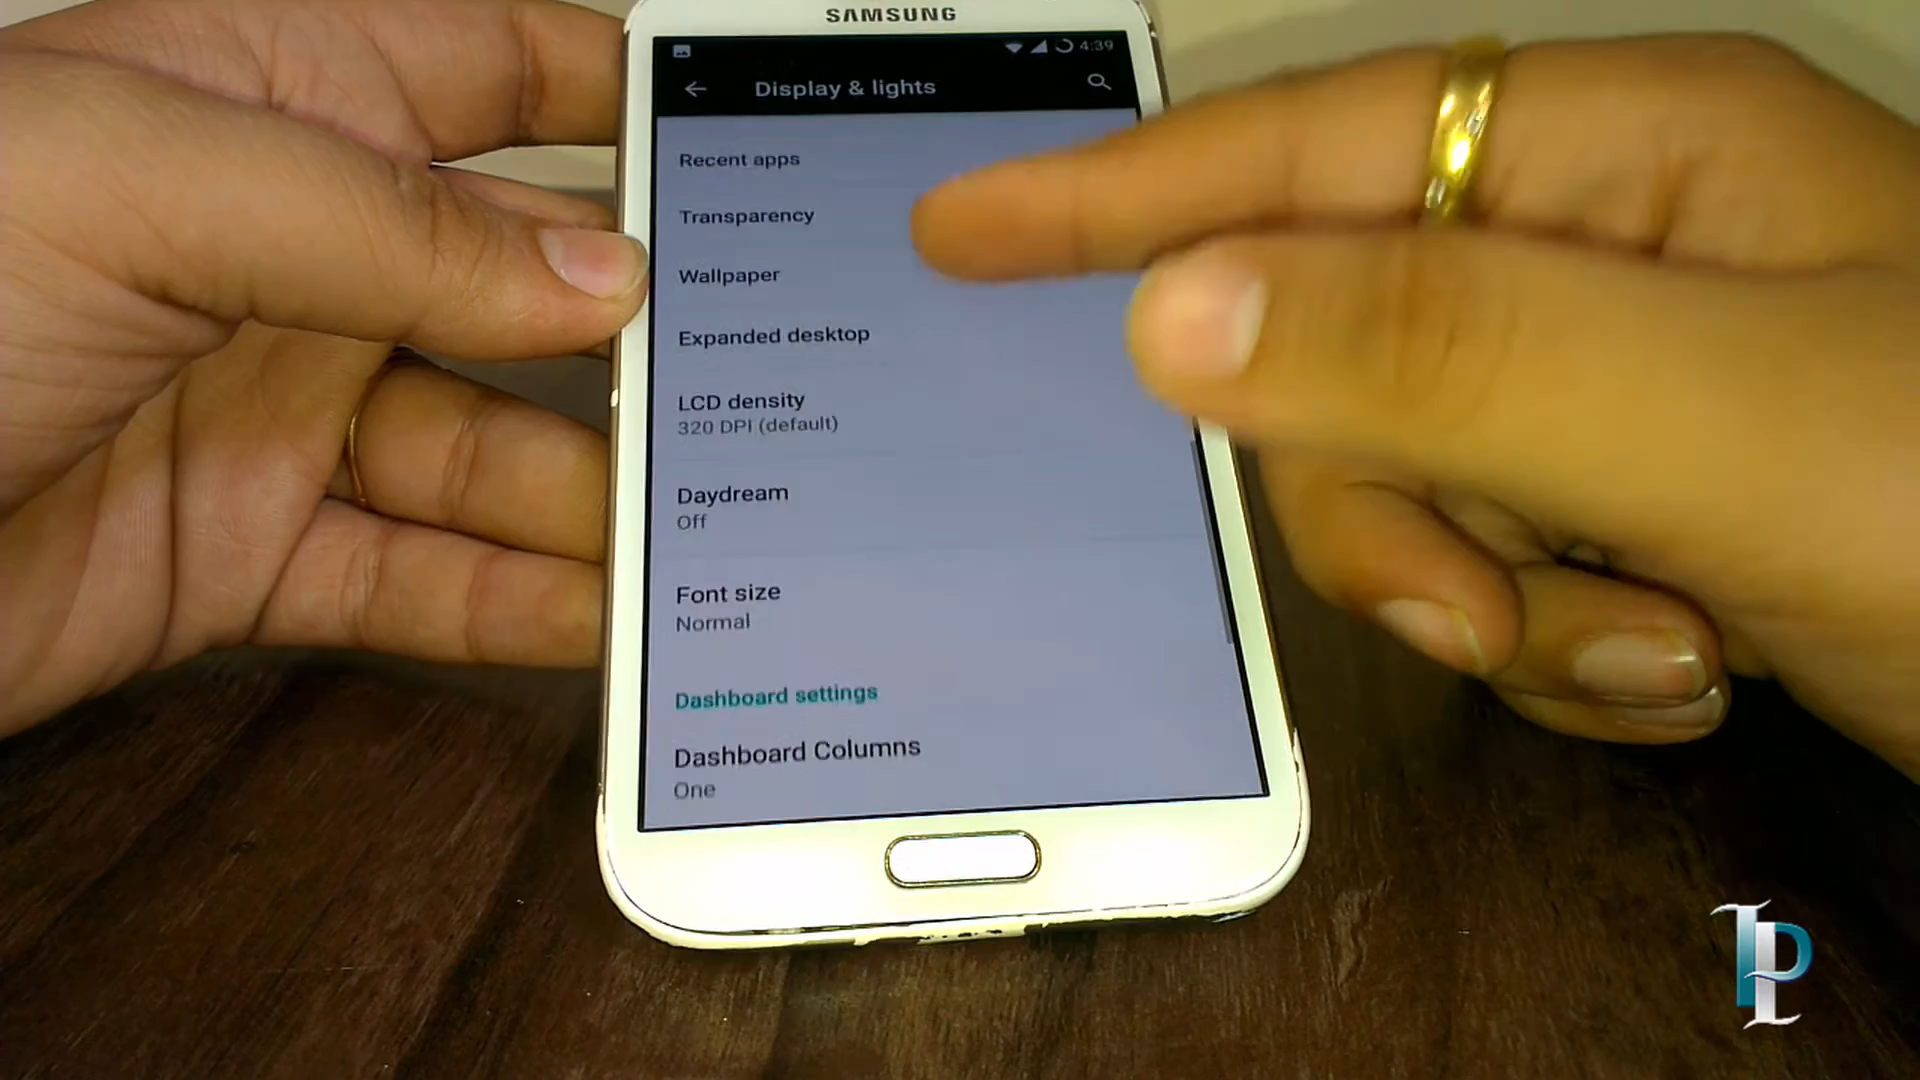 SAMSUNG
4:39
Display & lights
Recent apps
Transparency
Wallpaper
Expanded desktop
LCD density
320 DPI (default)
Daydream
Off
Font size
Normal
Dashboard settings
Dashboard Columns
One